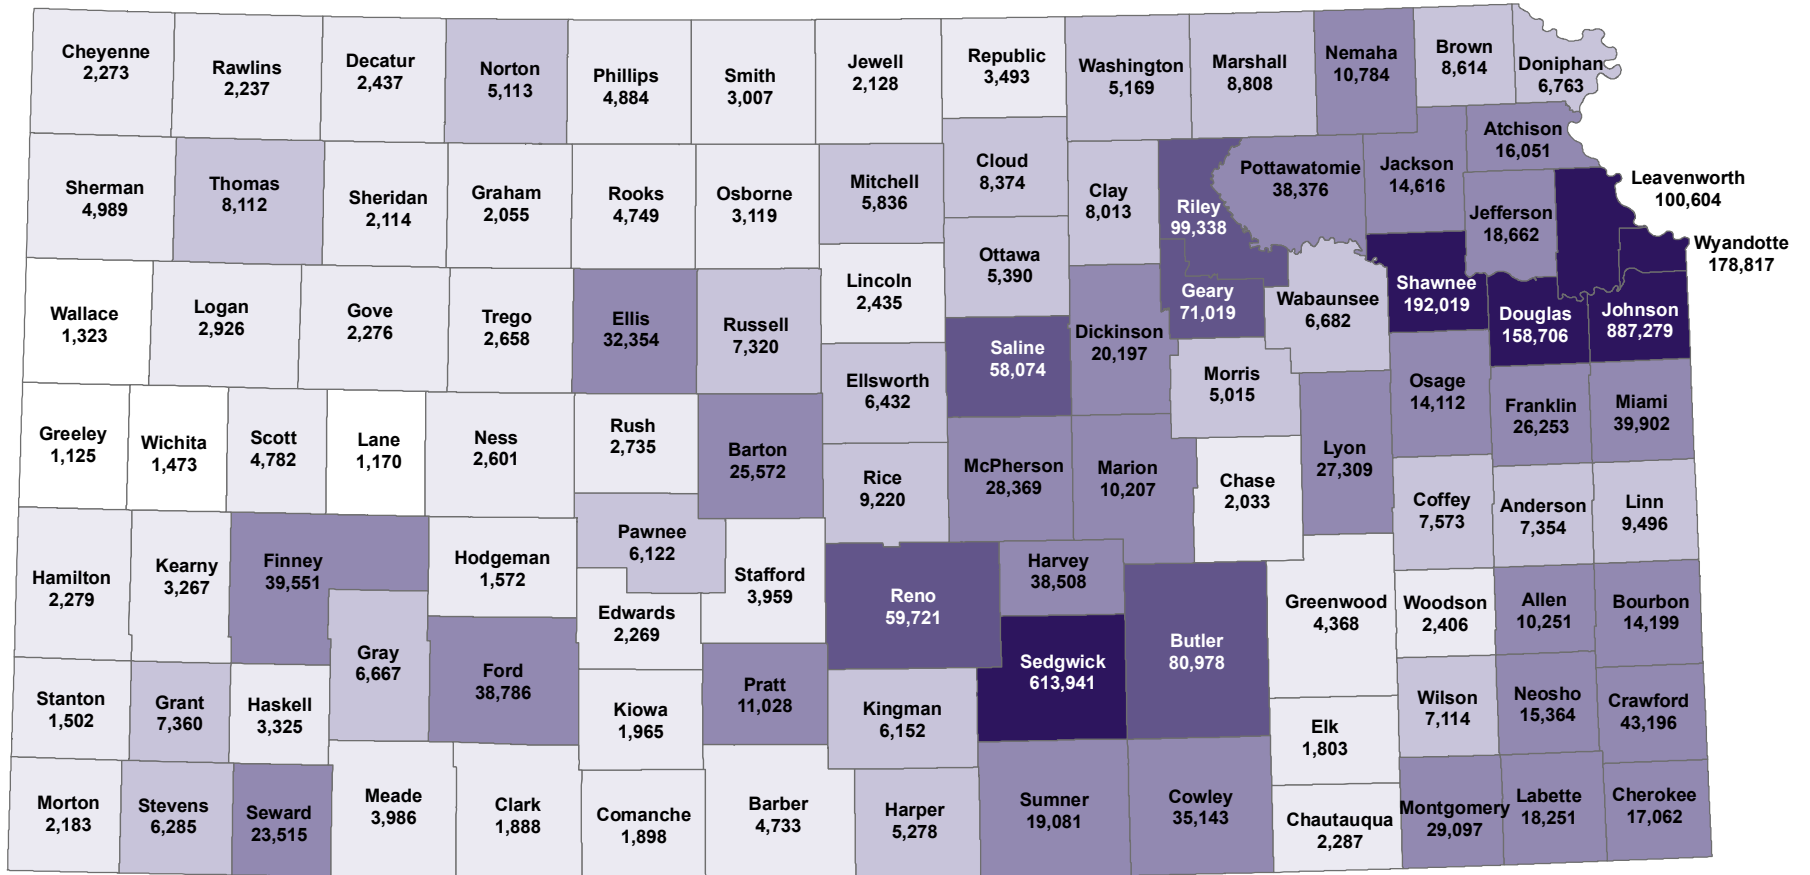 Cheyenne
2,273
Rawlins
2,237
Decatur
2,437
Norton
5,113
Phillips
4,884
Smith
3,007
Jewell
2,128
Republic
3,493
Washington
5,169
Marshall
8,808
Nemaha
10,784
Brown
8,614
Doniphan
6,763
Sherman
4,989
Thomas
8,112
Sheridan
2,114
Graham
2,055
Rooks
4,749
Osborne
3,119
Mitchell
5,836
Cloud
8,374
Clay
8,013
Riley
99,338
Pottawatomie
38,376
Jackson
14,616
Atchison
16,051
Jefferson
18,662
Leavenworth
100,604
Wyandotte
178,817
Wallace
1,323
Logan
2,926
Gove
2,276
Trego
2,658
Ellis
32,354
Russell
7,320
Lincoln
2,435
Ottawa
5,390
Saline
58,074
Dickinson
20,197
Geary
71,019
Wabaunsee
6,682
Shawnee
192,019
Douglas
158,706
Johnson
887,279
Greeley
1,125
Wichita
1,473
Scott
4,782
Lane
1,170
Ness
2,601
Rush
2,735
Barton
25,572
Ellsworth
6,432
Rice
9,220
McPherson
28,369
Marion
10,207
Morris
5,015
Chase
2,033
Lyon
27,309
Osage
14,112
Franklin
26,253
Miami
39,902
Coffey
7,573
Anderson
7,354
Linn
9,496
Hamilton
2,279
Kearny
3,267
Finney
39,551
Hodgeman
1,572
Pawnee
6,122
Edwards
2,269
Stafford
3,959
Reno
59,721
Harvey
38,508
Sedgwick
613,941
Butler
80,978
Greenwood
4,368
Woodson
2,406
Allen
10,251
Bourbon
14,199
Stanton
1,502
Grant
7,360
Haskell
3,325
Gray
6,667
Ford
38,786
Kiowa
1,965
Pratt
11,028
Kingman
6,152
Elk
1,803
Wilson
7,114
Neosho
15,364
Crawford
43,196
Morton
2,183
Stevens
6,285
Seward
23,515
Meade
3,986
Clark
1,888
Comanche
1,898
Barber
4,733
Harper
5,278
Sumner
19,081
Cowley
35,143
Chautauqua
2,287
Montgomery
29,097
Labette
18,251
Cherokee
17,062